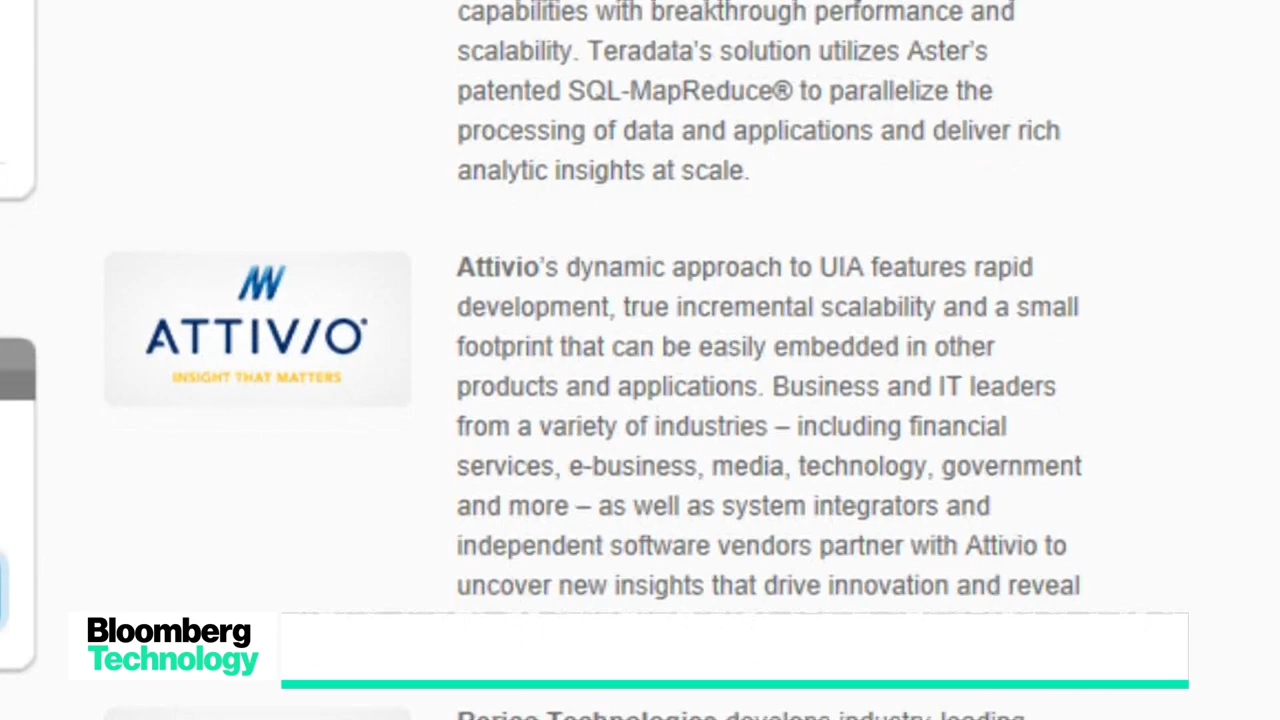 capabilities with breakthrough performance and
scalability. Teradata's solution utilizes Aster's
patented SQL-MapReduce® to parallelize the
processing of data and applications and deliver rich
analytic insights at scale.
ATTIVIO
INSIGHT THAT MATTERS
Attivio's dynamic approach to UIA features rapid
development, true incremental scalability and a small
footprint that can be easily embedded in other
products and applications. Business and IT leaders
from a variety of industries – including financial
services, e-business, media, technology, government
and more – as well as system integrators and
independent software vendors partner with Attivio to
uncover new insights that drive innovation and reveal
Bloomberg
Technology
Technologies develops industry-leading